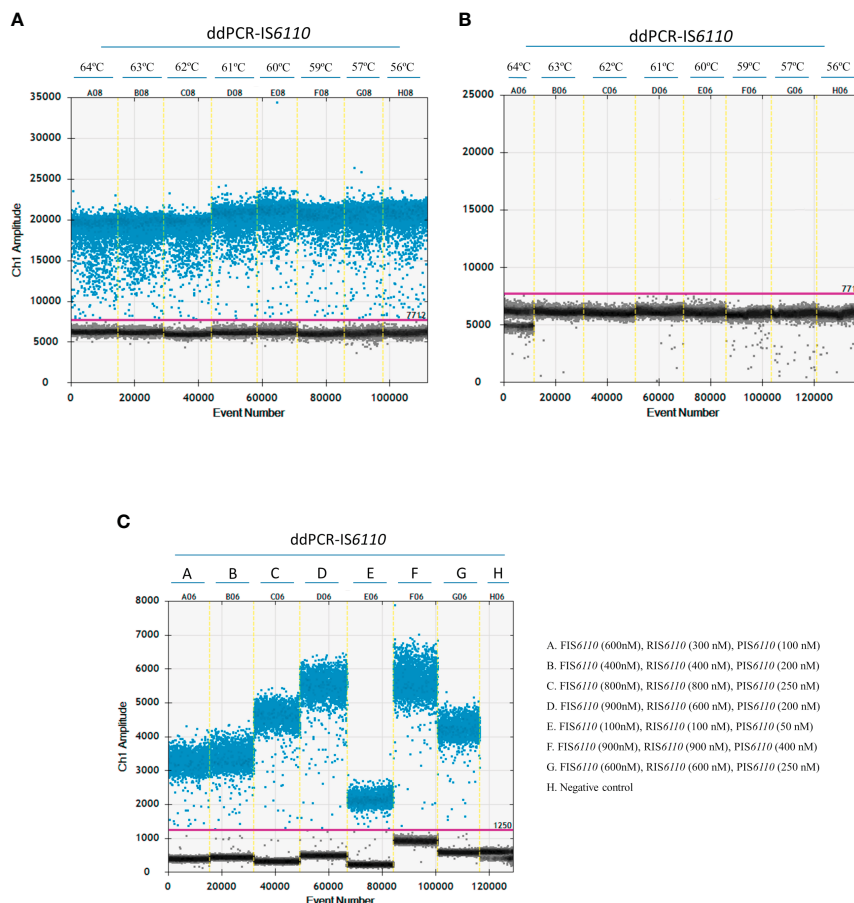 A
ddPCR-IS6110
64ºC 63ºC 62ºC 61ºC 60ºC 59ºC 57ºC 56ºC
A08 B08 C08 D08 E08 F08 G08 H08
35000
30000
25000
20000
15000
10000
5000
0
7712
Ch1 Amplitude
0 20000 40000 60000 80000 100000
Event Number
B
ddPCR-IS6110
64ºC 63ºC 62ºC 61ºC 60ºC 59ºC 57ºC 56ºC
A06 B06 C06 D06 E06 F06 G06 H06
25000
20000
15000
10000
5000
0
771
Ch1 Amplitude
0 20000 40000 60000 80000 100000 120000
Event Number
C
ddPCR-IS6110
A B C D E F G H
A06 B06 C06 D06 E06 F06 G06 H06
8000
7000
6000
5000
4000
3000
2000
1000
0
1250
Ch1 Amplitude
0 20000 40000 60000 80000 100000 120000
Event Number
A. FIS6110 (600nM), RIS6110 (300 nM), PIS6110 (100 nM)
B. FIS6110 (400nM), RIS6110 (400 nM), PIS6110 (200 nM)
C. FIS6110 (800nM), RIS6110 (800 nM), PIS6110 (250 nM)
D. FIS6110 (900nM), RIS6110 (600 nM), PIS6110 (200 nM)
E. FIS6110 (100nM), RIS6110 (100 nM), PIS6110 (50 nM)
F. FIS6110 (900nM), RIS6110 (900 nM), PIS6110 (400 nM)
G. FIS6110 (600nM), RIS6110 (600 nM), PIS6110 (250 nM)
H. Negative control